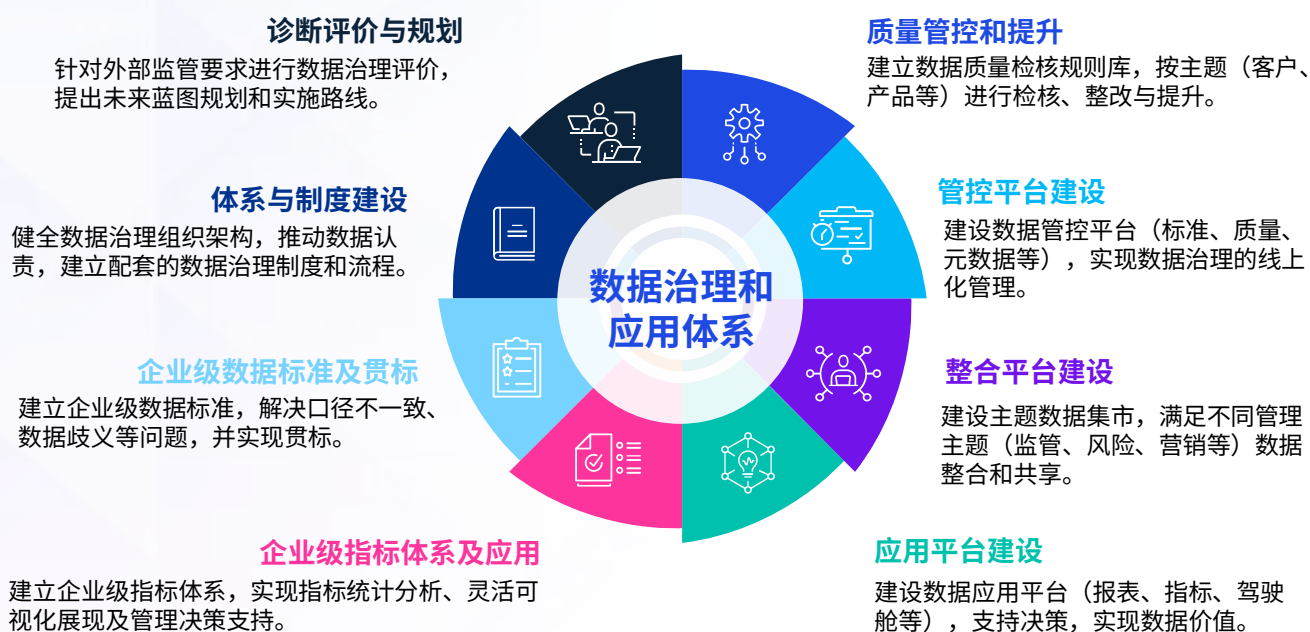 诊断评价与规划
针对外部监管要求进行数据治理评价，
提出未来蓝图规划和实施路线。
体系与制度建设
健全数据治理组织架构，推动数据认
责，建立配套的数据治理制度和流程。
企业级数据标准及贯标
建立企业级数据标准，解决口径不一致、
数据歧义等问题，并实现贯标。
企业级指标体系及应用
建立企业级指标体系，实现指标统计分析、灵活可
视化展现及管理决策支持。
数据治理和
应用体系
质量管控和提升
建立数据质量检核规则库，按主题（客户、
产品等）进行检核、整改与提升。
管控平台建设
建设数据管控平台（标准、质量、
元数据等），实现数据治理的线上
化管理。
整合平台建设
建设主题数据集市，满足不同管理
主题（监管、风险、营销等）数据
整合和共享。
应用平台建设
建设数据应用平台（报表、指标、驾驶
舱等），支持决策，实现数据价值。